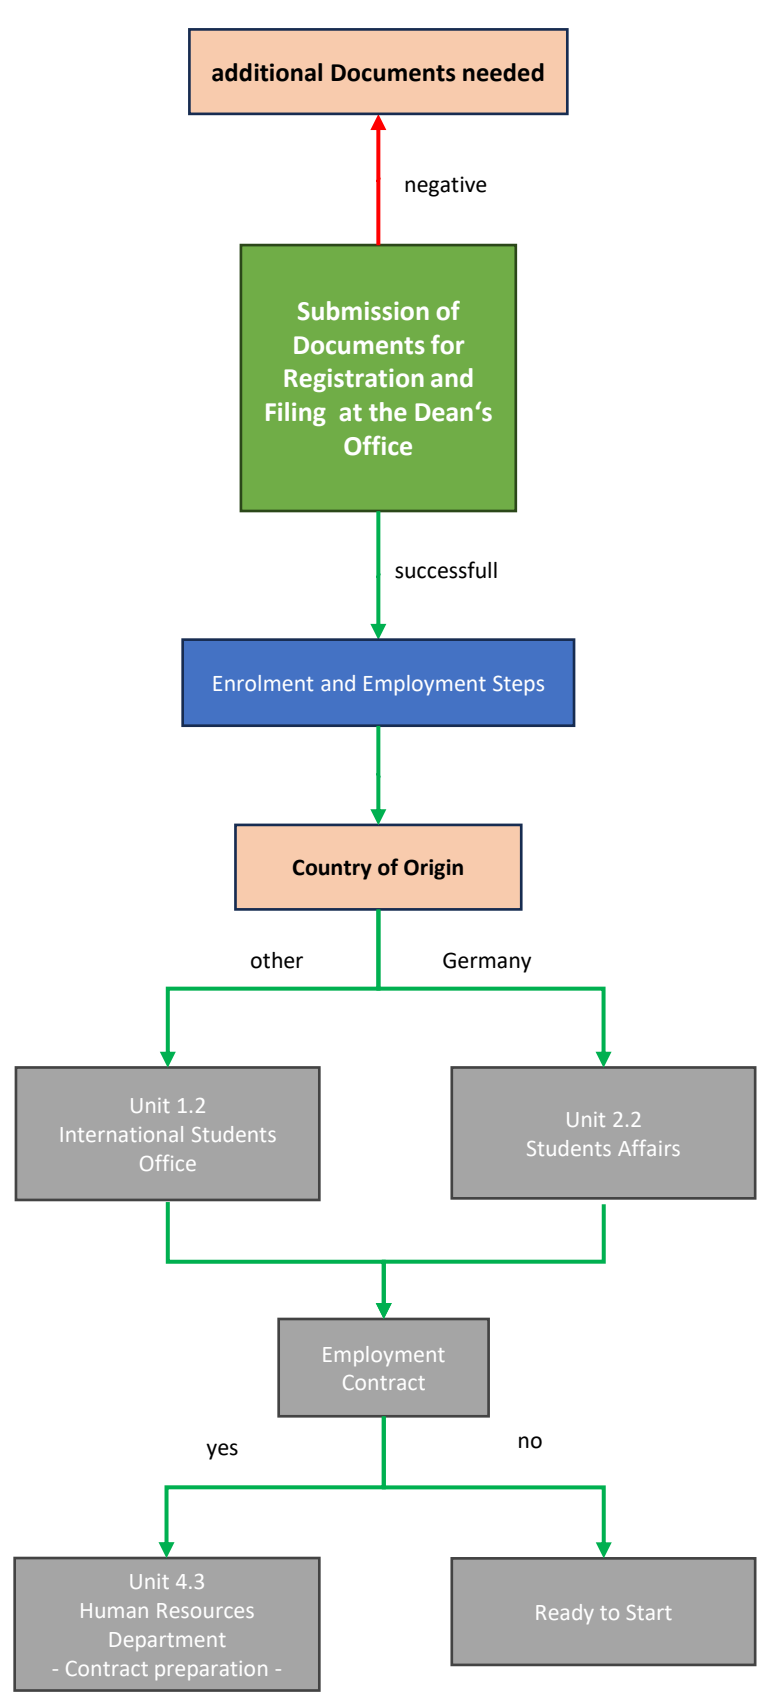 additional Documents needed
negative
Submission of
Documents for
Registration and
Filing  at the Dean‘s
Office
successfull
Enrolment and Employment Steps
Country of Origin
other
Germany
Unit 1.2
International Students
Office
Unit 2.2
Students Affairs
Employment
Contract
yes
no
Unit 4.3
Human Resources
Department
- Contract preparation -
Ready to Start